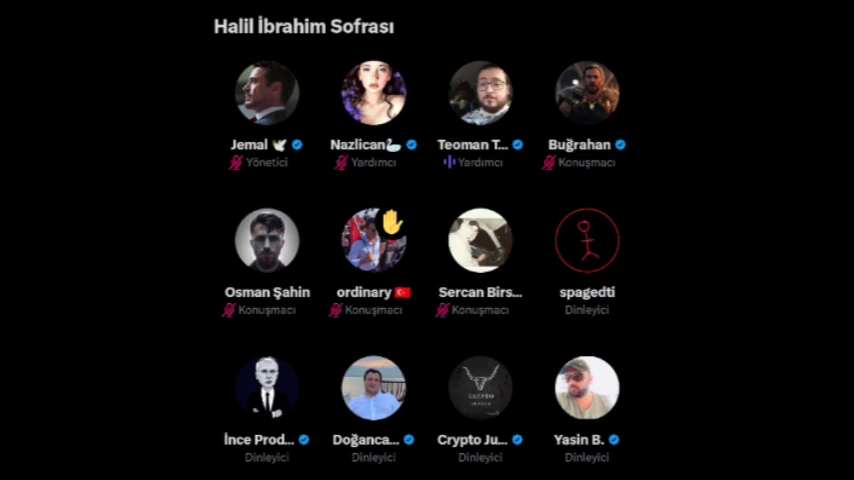 Halil İbrahim Sofrası
Jemal 🕊️ Nazlican🦢 Teoman T... Buğrahan
Yönetici Yardımcı Yardımcı Konuşmacı
Osman Şahin ordinary 🇹🇷 Sercan Birs... spagedti
Konuşmacı Konuşmacı Konuşmacı Dinleyici
CRYPTO
İnce Prod... Doğanca... Crypto Ju... Yasin B.
Dinleyici Dinleyici Dinleyici Dinleyici